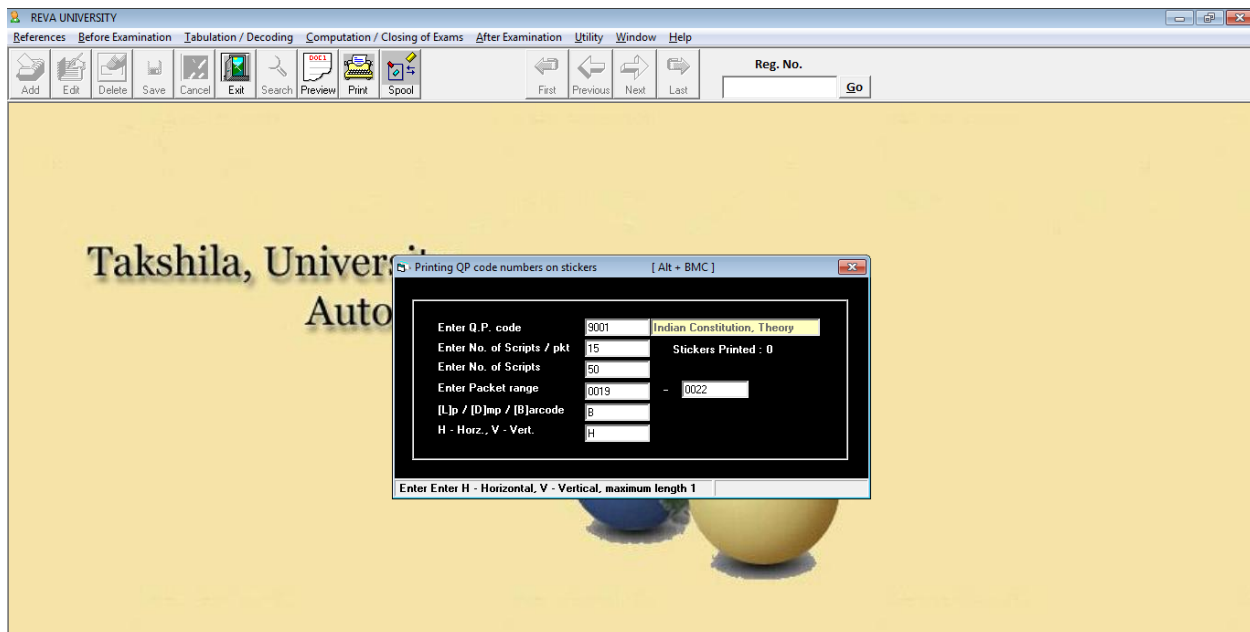 REVA UNIVERSITY
References Before Examination Tabulation / Decoding Computation / Closing of Exams After Examination Utility Window Help
DOC1
Reg. No.
Add Edit Delete Save Cancel Exit Search Preview Print Spool First Previous Next Last Go
Takshila, Universit
Auto
Printing QP code numbers on stickers [ Alt + BMC ]
Enter Q.P. code 9001 Indian Constitution, Theory
Enter No. of Scripts / pkt 15 Stickers Printed : 0
Enter No. of Scripts 50
Enter Packet range 0019 - 0022
[L]p / [D]mp / [B]arcode B
H - Horz., V - Vert. H
Enter Enter H - Horizontal, V - Vertical, maximum length 1